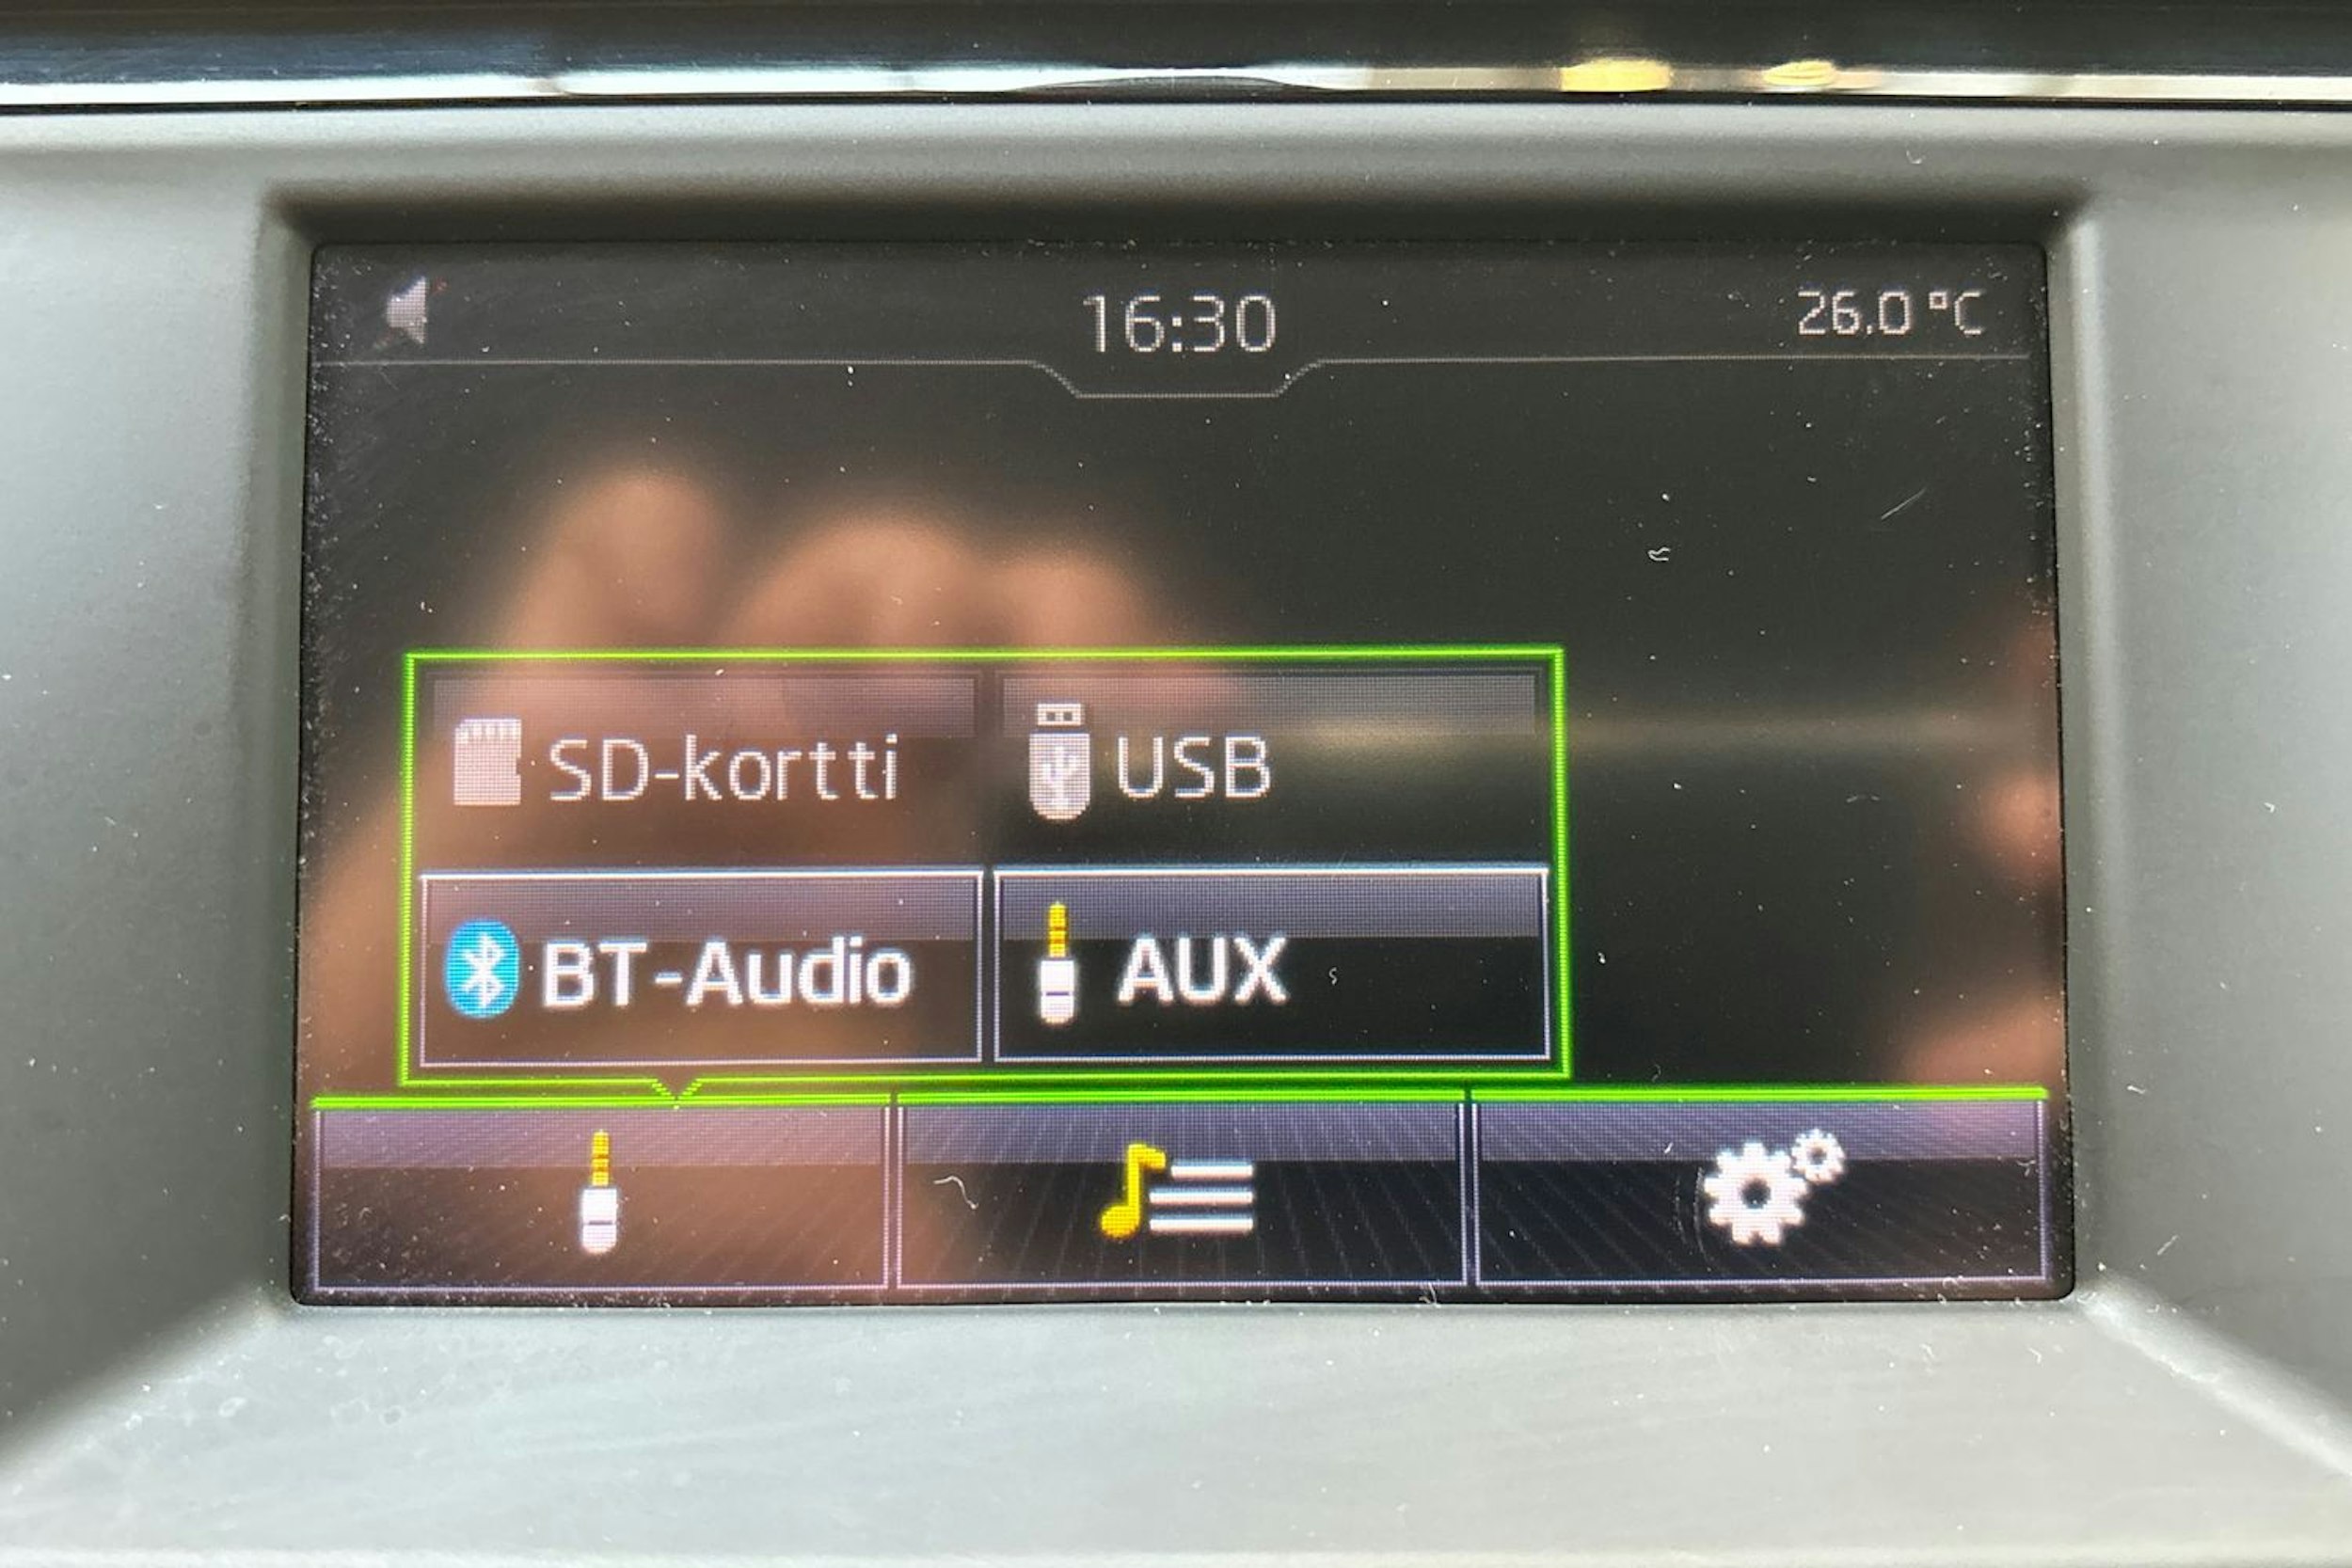 16:30
26.0 °C
SD-kortti
USB
BT-Audio
AUX